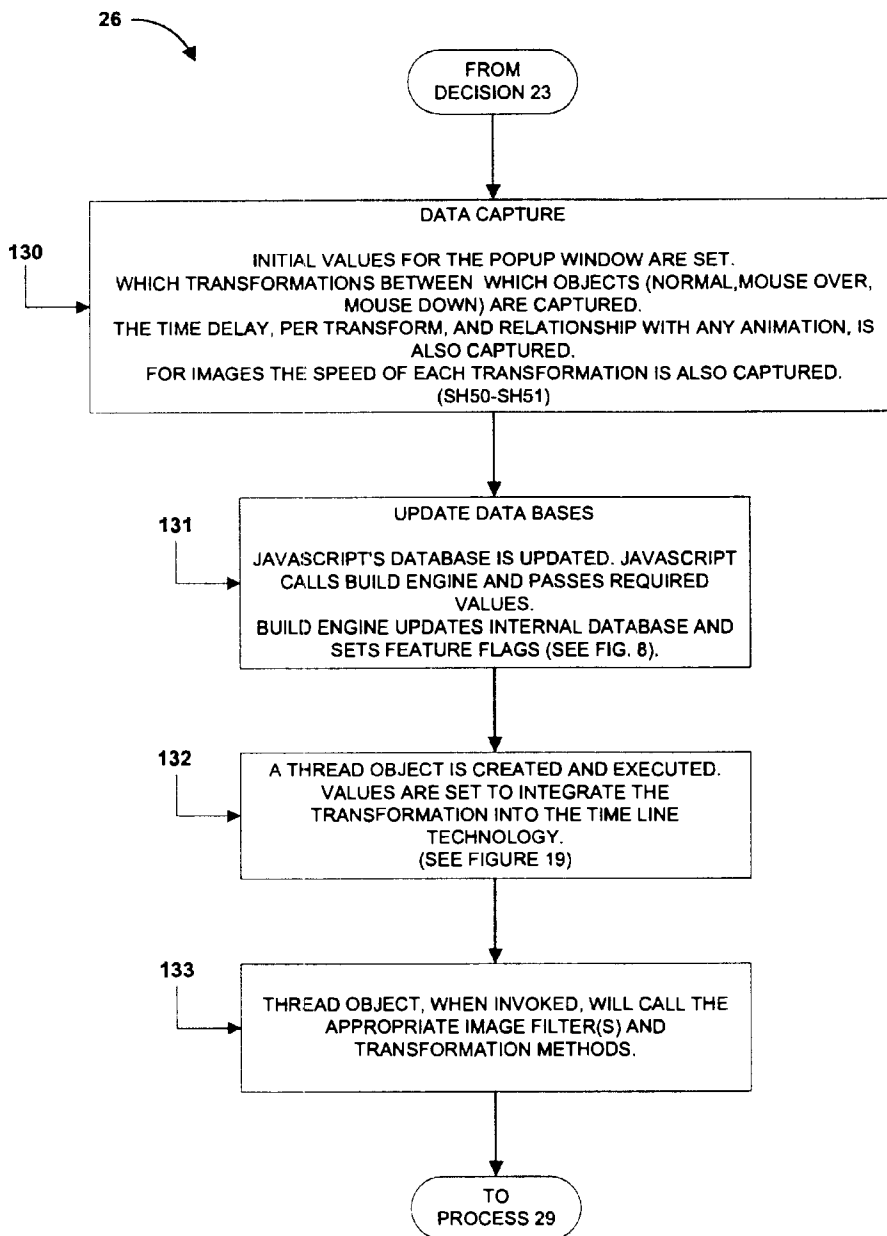 26
FROM
DECISION 23
130
DATA CAPTURE
INITIAL VALUES FOR THE POPUP WINDOW ARE SET.
WHICH TRANSFORMATIONS BETWEEN WHICH OBJECTS (NORMAL,MOUSE OVER,
MOUSE DOWN) ARE CAPTURED.
THE TIME DELAY, PER TRANSFORM, AND RELATIONSHIP WITH ANY ANIMATION, IS
ALSO CAPTURED.
FOR IMAGES THE SPEED OF EACH TRANSFORMATION IS ALSO CAPTURED.
(SH50-SH51)
131
UPDATE DATA BASES
JAVASCRIPT'S DATABASE IS UPDATED. JAVASCRIPT
CALLS BUILD ENGINE AND PASSES REQUIRED
VALUES.
BUILD ENGINE UPDATES INTERNAL DATABASE AND
SETS FEATURE FLAGS (SEE FIG. 8).
132
A THREAD OBJECT IS CREATED AND EXECUTED.
VALUES ARE SET TO INTEGRATE THE
TRANSFORMATION INTO THE TIME LINE
TECHNOLOGY.
(SEE FIGURE 19)
133
THREAD OBJECT, WHEN INVOKED, WILL CALL THE
APPROPRIATE IMAGE FILTER(S) AND
TRANSFORMATION METHODS.
TO
PROCESS 29